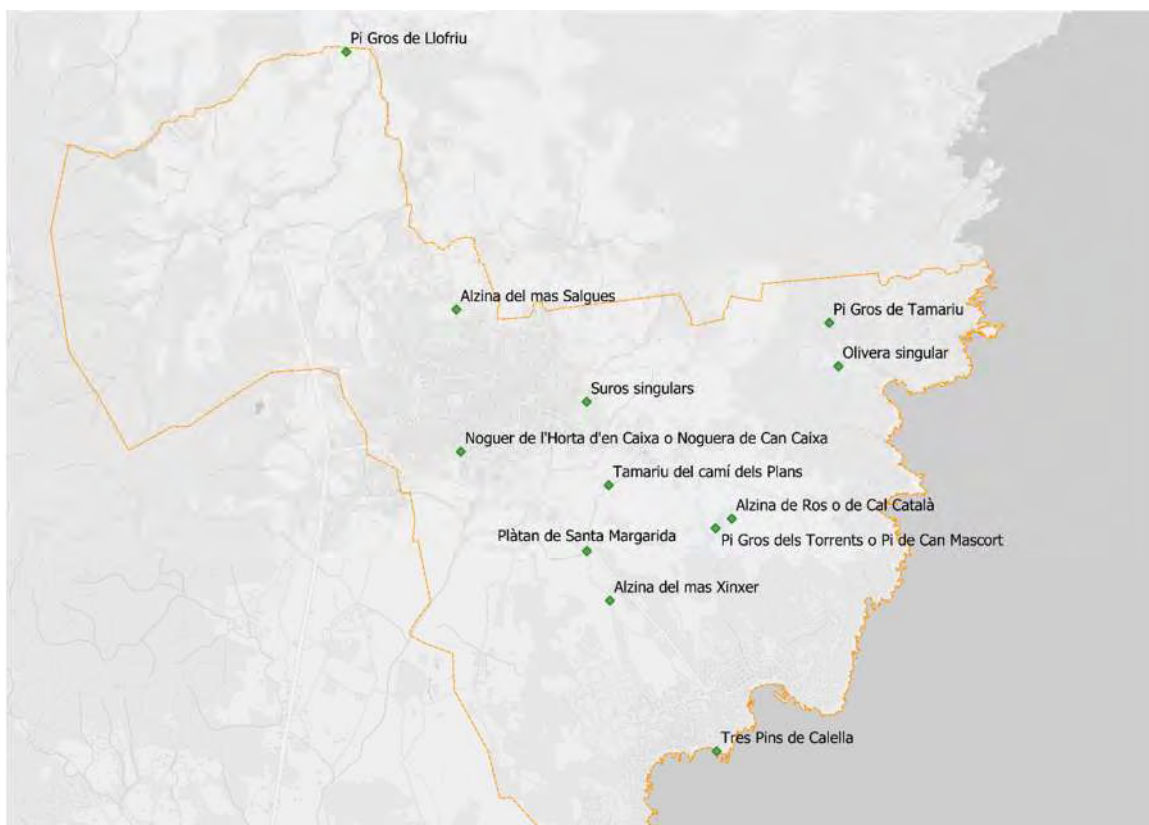 Pi Gros de Llofriu
Alzina del mas Salgues
Pi Gros de Tamariu
Olivera singular
Suros singulars
Noguer de l'Horta d'en Caixa o Noguera de Can Caixa
Tamariu del camí dels Plans
Alzina de Ros o de Cal Català
Pi Gros dels Torrents o Pi de Can Mascort
Plàtan de Santa Margarida
Alzina del mas Xinxer
Tres Pins de Calella